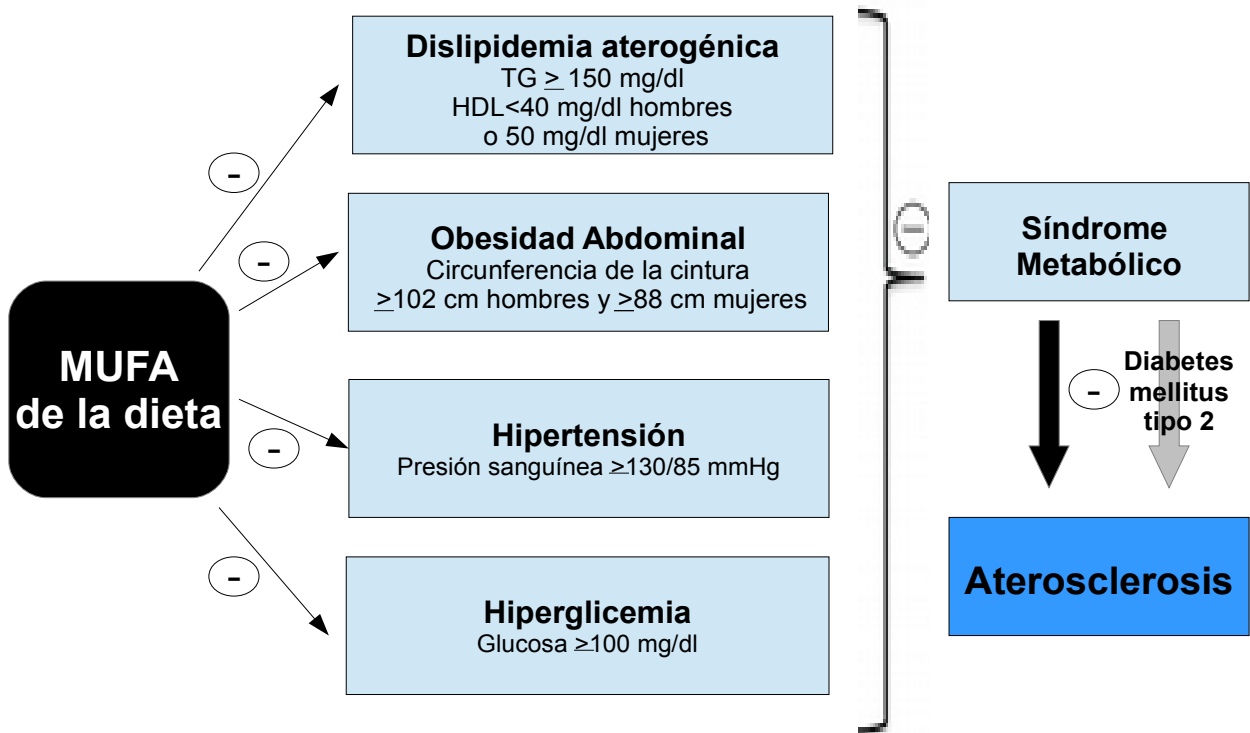 Dislipidemia aterogénica
TG ≥ 150 mg/dl
HDL<40 mg/dl hombres
o 50 mg/dl mujeres
-
-
Obesidad Abdominal
Circunferencia de la cintura
≥102 cm hombres y ≥88 cm mujeres
MUFA
de la dieta
-
Hipertensión
Presión sanguínea ≥130/85 mmHg
-
Hiperglicemia
Glucosa ≥100 mg/dl
-
Síndrome
Metabólico
-
Diabetes
mellitus
tipo 2
Aterosclerosis